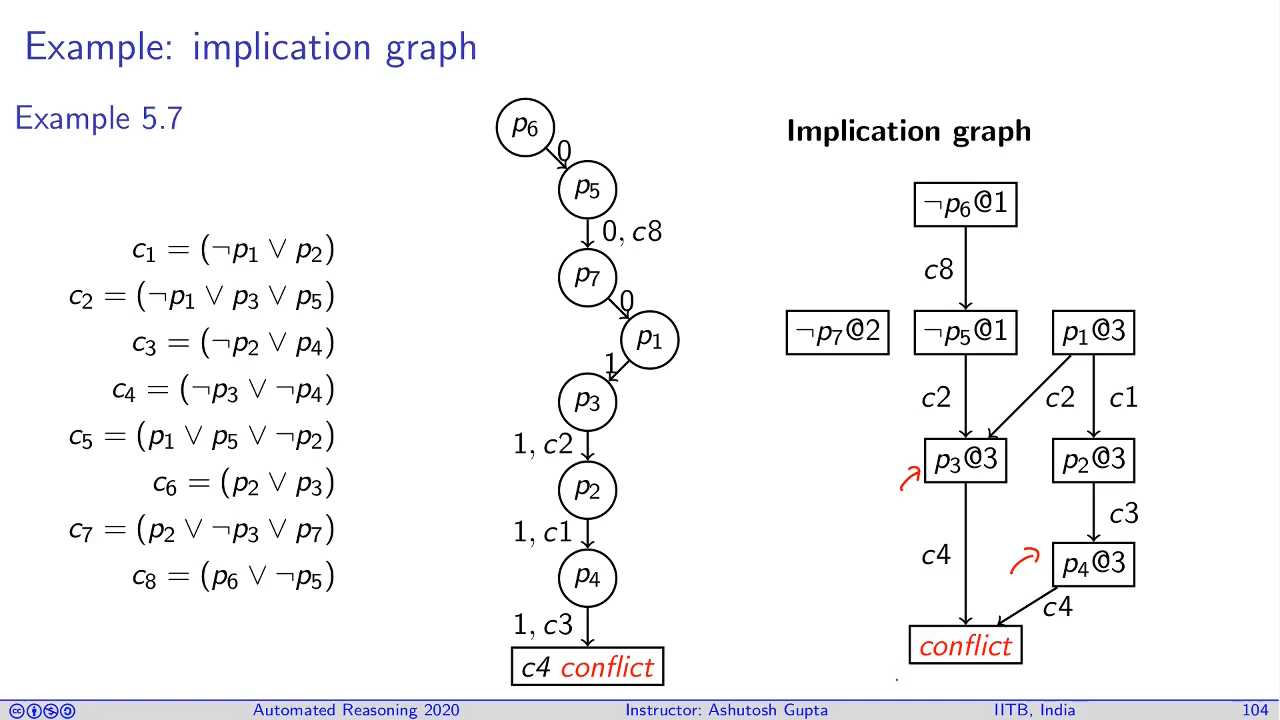 Example: implication graph
Example 5.7
c₁ = (¬p₁ ∨ p₂)
c₂ = (¬p₁ ∨ p₃ ∨ p₅)
c₃ = (¬p₂ ∨ p₄)
c₄ = (¬p₃ ∨ ¬p₄)
c₅ = (p₁ ∨ p₅ ∨ ¬p₂)
c₆ = (p₂ ∨ p₃)
c₇ = (p₂ ∨ ¬p₃ ∨ p₇)
c₈ = (p₆ ∨ ¬p₅)
p₆
0
p₅
0, c8
p₇
0
p₁
1
p₃
1, c2
p₂
1, c1
p₄
1, c3
c4 conflict
Implication graph
¬p₆@1
c8
¬p₇@2 ¬p₅@1 p₁@3
c2 c2 c1
p₃@3 p₂@3
c3
c4 p₄@3
c4
conflict
Automated Reasoning 2020 Instructor: Ashutosh Gupta IITB, India 104